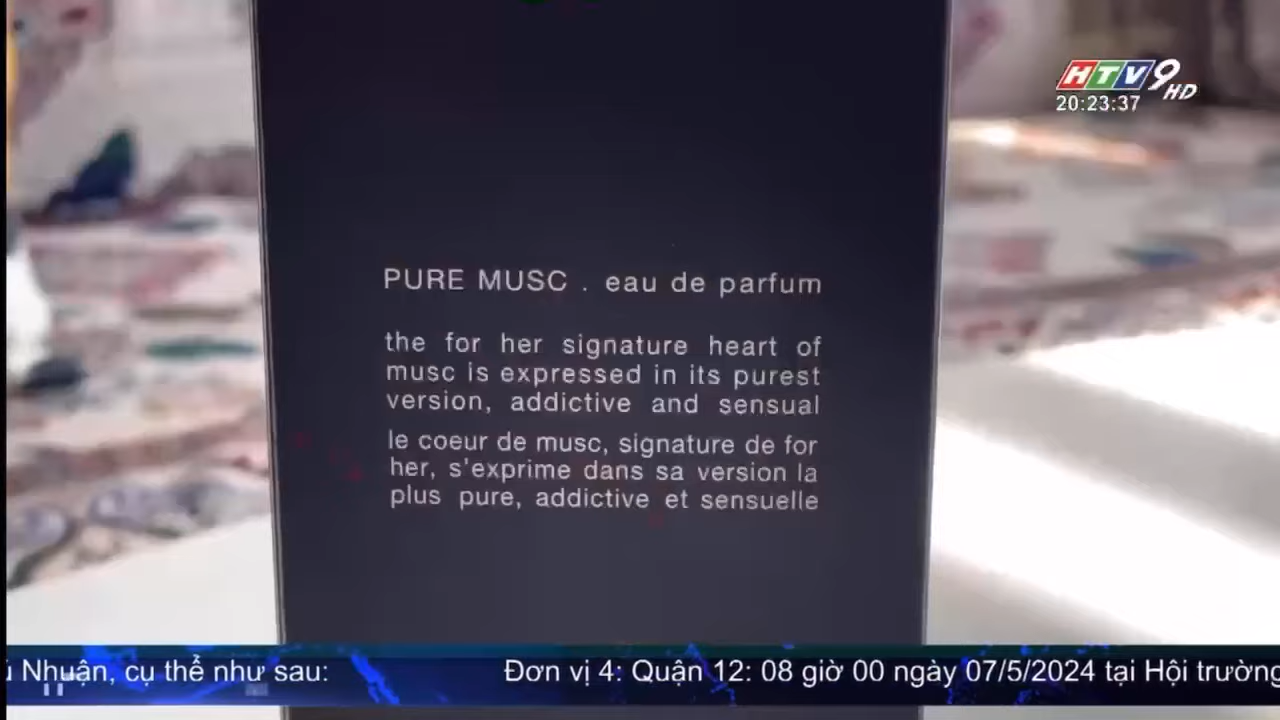 HTV9 HD
20:23:37
PURE MUSC . eau de parfum
the for her signature heart of
musc is expressed in its purest
version, addictive and sensual
le coeur de musc, signature de for
her, s'exprime dans sa version la
plus pure, addictive et sensuelle
Nhuận, cụ thể như sau: Đơn vị 4: Quận 12: 08 giờ 00 ngày 07/5/2024 tại Hội trường